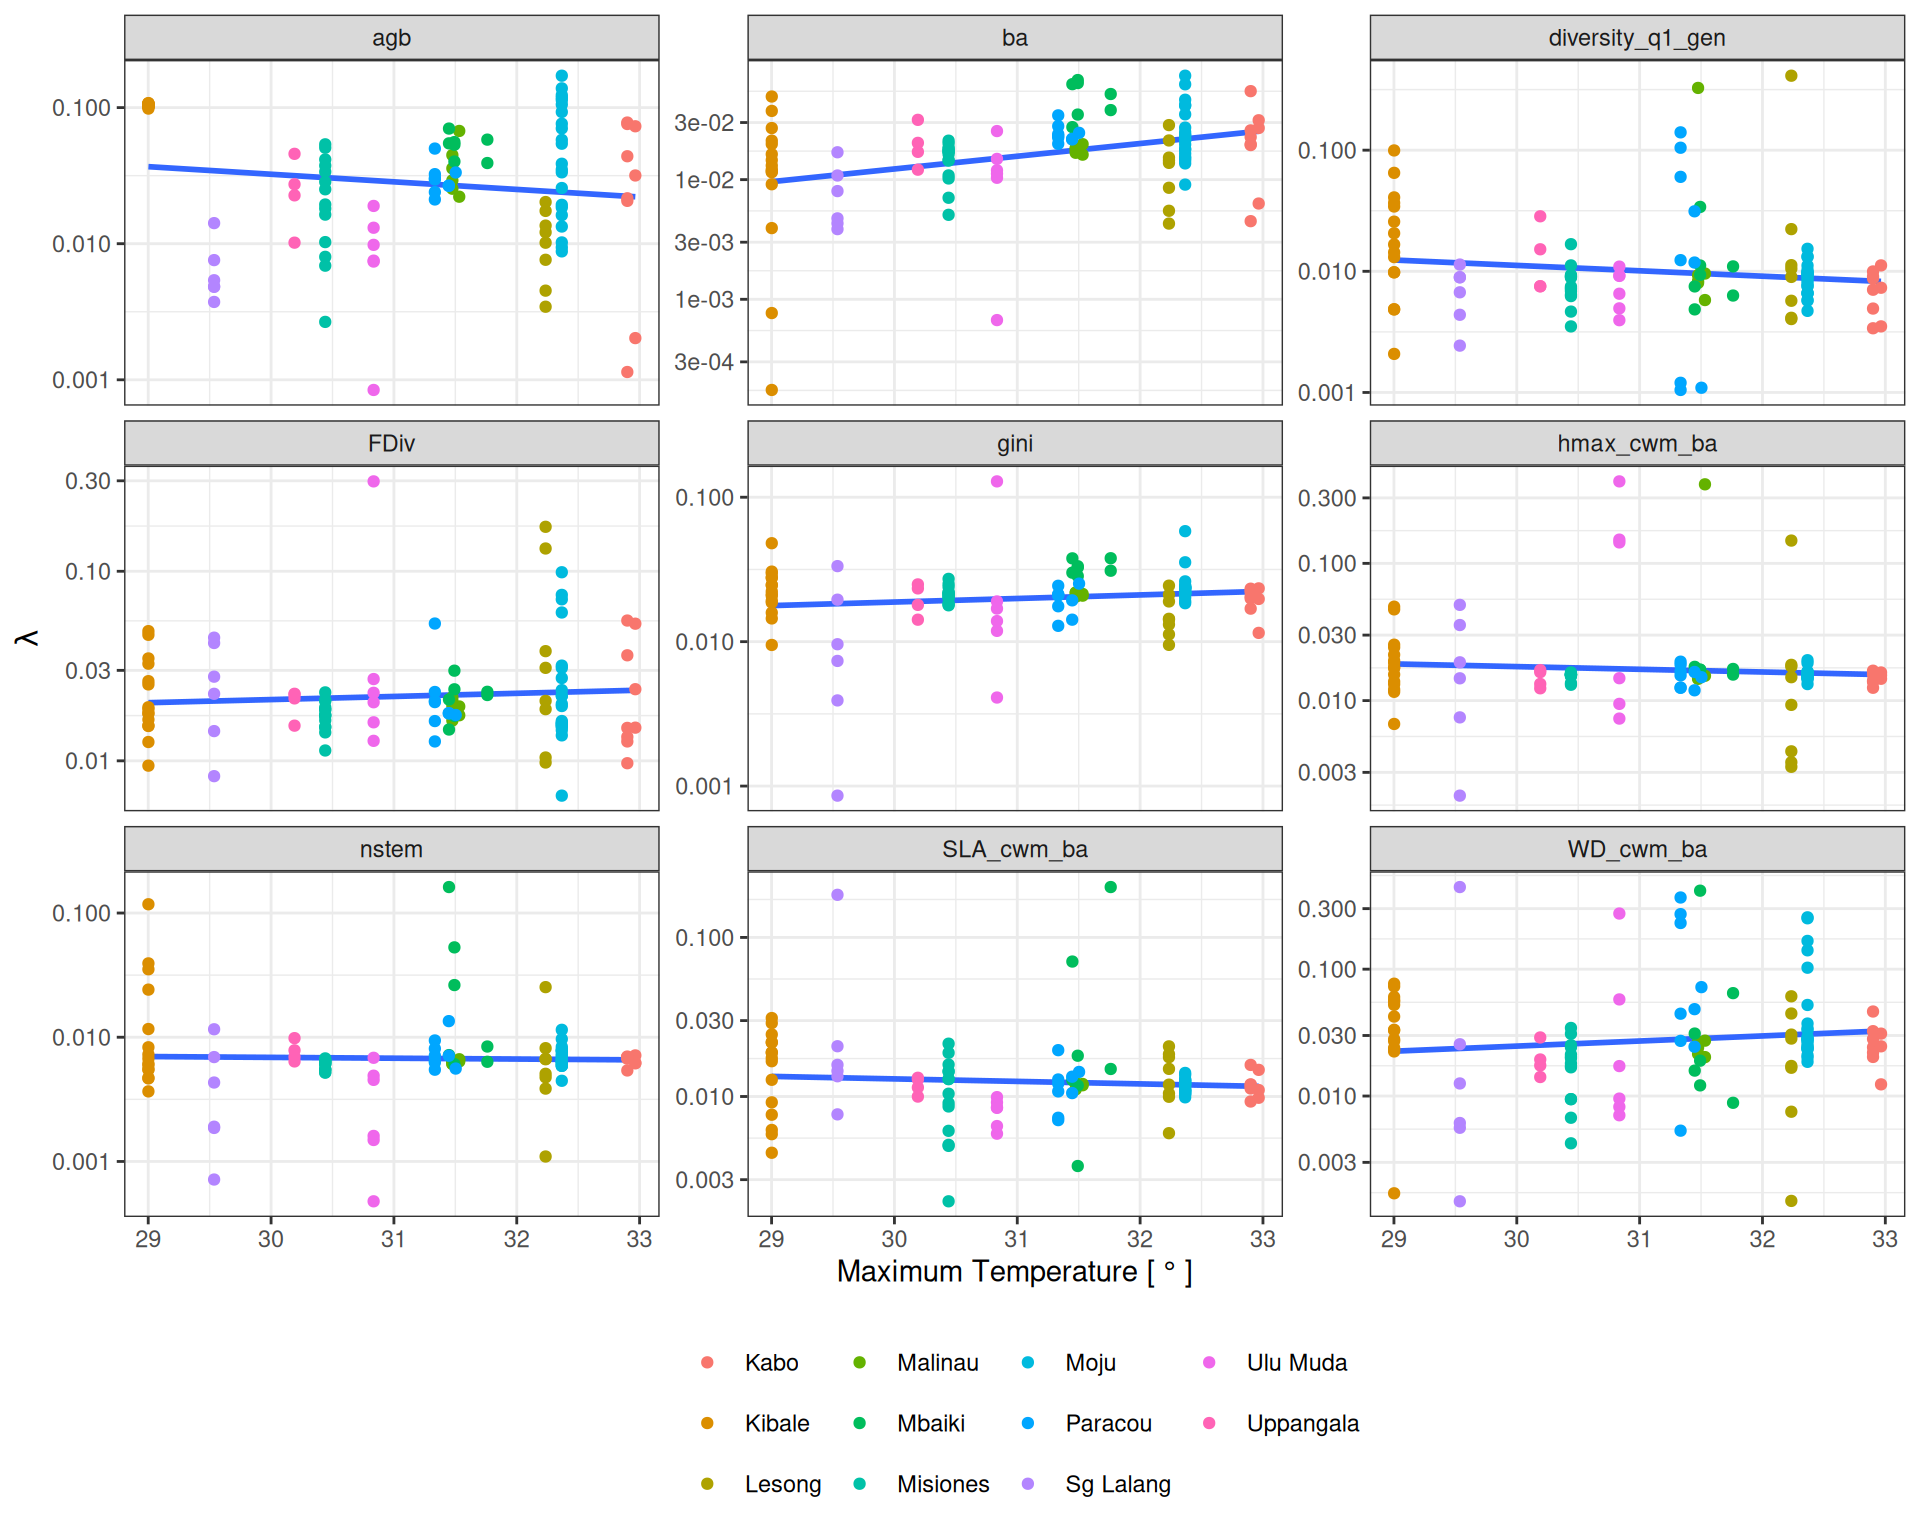 agb
ba
diversity_q1_gen
0.100
0.010
0.001
3e-02
1e-02
3e-03
1e-03
3e-04
0.100
0.010
0.001
FDiv
gini
hmax_cwm_ba
0.30
0.10
0.03
0.01
0.100
0.010
0.001
0.300
0.100
0.030
0.010
0.003
λ
nstem
SLA_cwm_ba
WD_cwm_ba
0.100
0.010
0.001
0.100
0.030
0.010
0.003
0.300
0.100
0.030
0.010
0.003
29 30 31 32 33
29 30 31 32 33
29 30 31 32 33
Maximum Temperature [ ° ]
Kabo Malinau Moju Ulu Muda
Kibale Mbaiki Paracou Uppangala
Lesong Misiones Sg Lalang